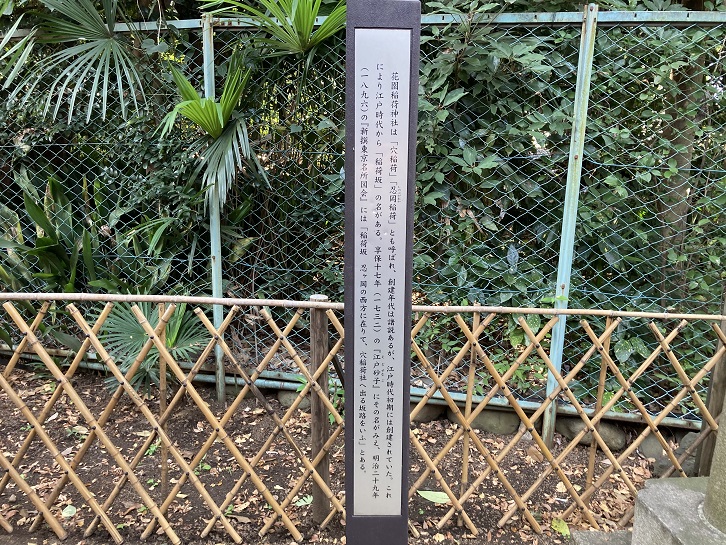 花園稲荷神社は「穴稲荷」「忍岡稲荷」とも呼ばれ、創建年代は諸説あるが、江戸時代初期には創建されていた。これ
により江戸時代から「稲荷坂」の名がある。享保十七年(一七三二)の『江戸砂子』にその名がみえ、明治二十九年
(一八九六)の『新撰東京名所図会』には「稲荷坂 忍ヶ岡の西方に在りて、穴稲荷社へ出る坂路をいふ」とある。